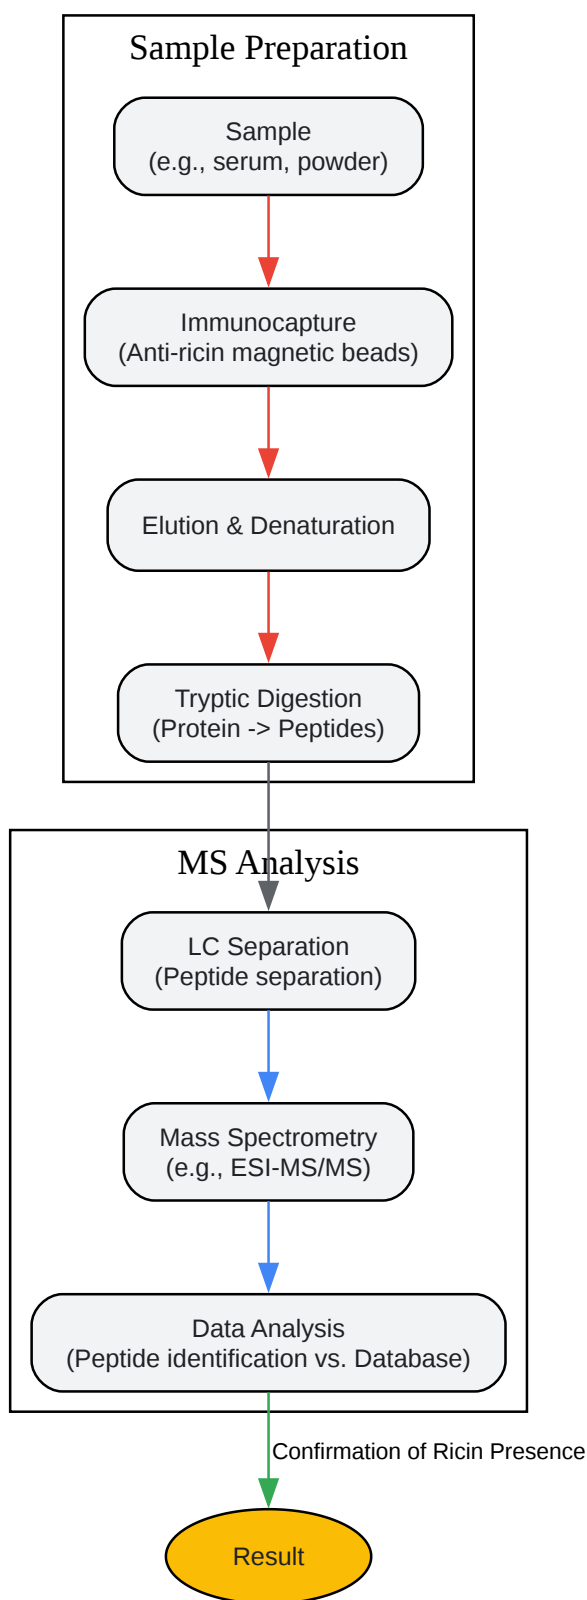 Sample Preparation
Sample
(e.g., serum, powder)
Immunocapture
(Anti-ricin magnetic beads)
Elution & Denaturation
Tryptic Digestion
(Protein -> Peptides)
MS Analysis
LC Separation
(Peptide separation)
Mass Spectrometry
(e.g., ESI-MS/MS)
Data Analysis
(Peptide identification vs. Database)
Confirmation of Ricin Presence
Result